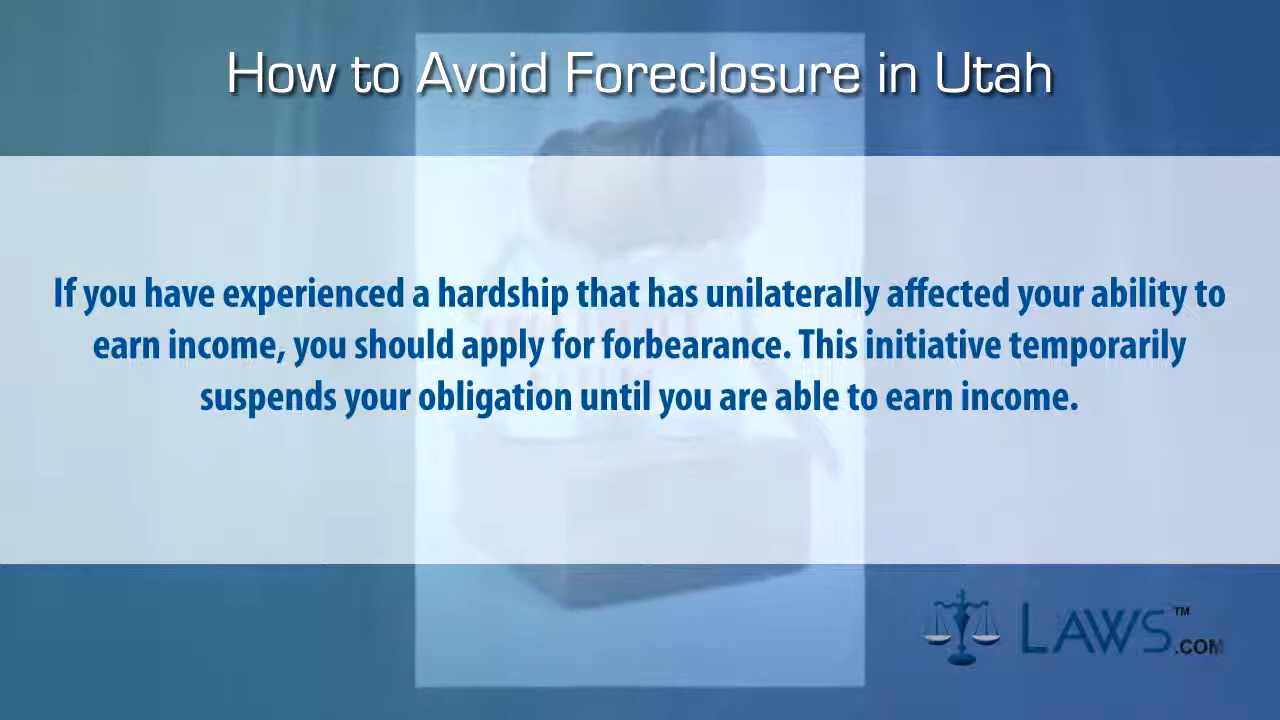 How to Avoid Foreclosure in Utah
If you have experienced a hardship that has unilaterally affected your ability to
earn income, you should apply for forbearance. This initiative temporarily
suspends your obligation until you are able to earn income.
LAWS™
.COM